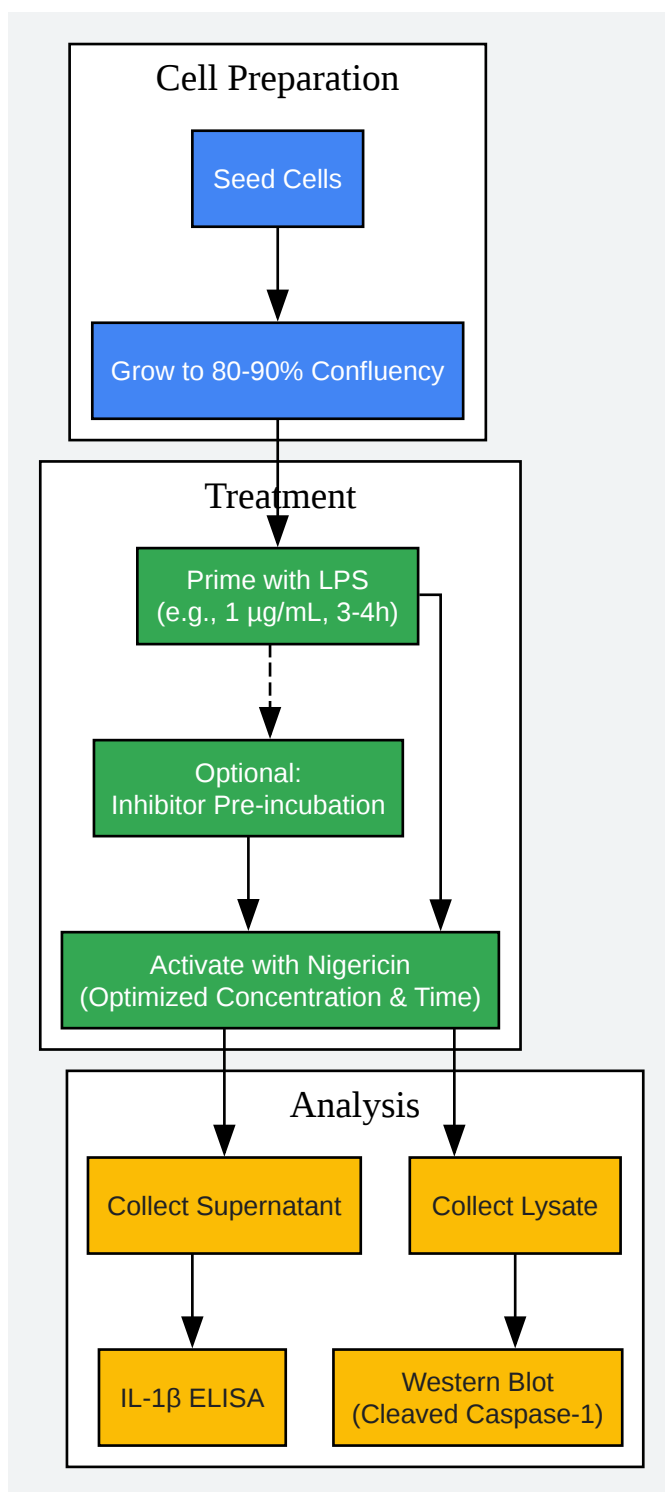 Cell Preparation
Seed Cells
Grow to 80-90% Confluency
Treatment
Prime with LPS
(e.g., 1 µg/mL, 3-4h)
Optional:
Inhibitor Pre-incubation
Activate with Nigericin
(Optimized Concentration & Time)
Analysis
Collect Supernatant
Collect Lysate
IL-1β ELISA
Western Blot
(Cleaved Caspase-1)